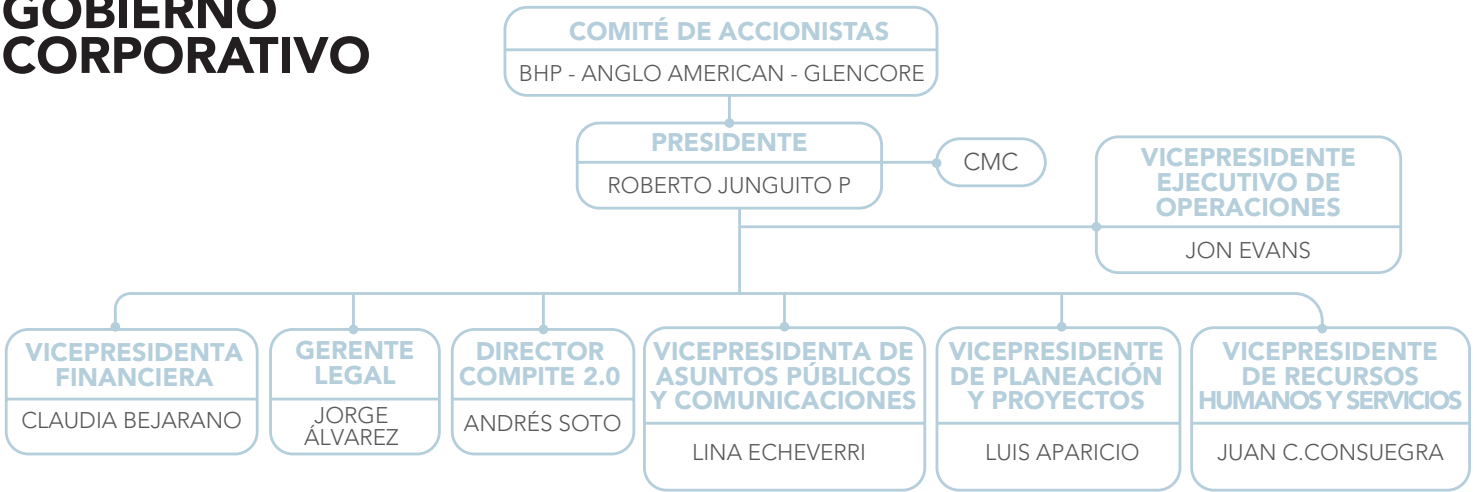 GOBIERNO
CORPORATIVO
COMITÉ DE ACCIONISTAS
BHP - ANGLO AMERICAN - GLENCORE
PRESIDENTE
ROBERTO JUNGUITO P
CMC
VICEPRESIDENTE
EJECUTIVO DE
OPERACIONES
JON EVANS
VICEPRESIDENTA
FINANCIERA
CLAUDIA BEJARANO
GERENTE
LEGAL
JORGE
ÁLVAREZ
DIRECTOR
COMPITE 2.0
ANDRÉS SOTO
VICEPRESIDENTA DE
ASUNTOS PÚBLICOS
Y COMUNICACIONES
LINA ECHEVERRI
VICEPRESIDENTE
DE PLANEACIÓN
Y PROYECTOS
LUIS APARICIO
VICEPRESIDENTE
DE RECURSOS
HUMANOS Y SERVICIOS
JUAN C.CONSUEGRA